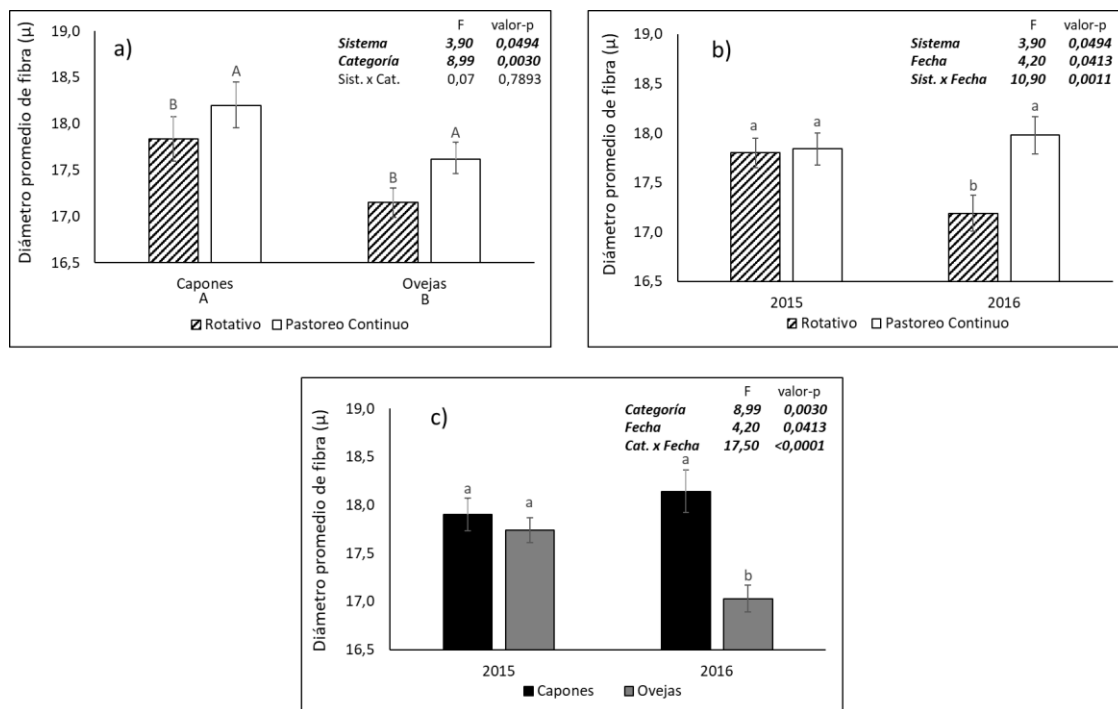 a)
F valor-p
Sistema 3,90 0,0494
Categoría 8,99 0,0030
Sist. x Cat. 0,07 0,7893
Diámetro promedio de fibra (µ)
19,0
18,5
18,0
17,5
17,0
16,5
B A B A
Capones Ovejas
A B
Rotativo Pastoreo Continuo
b)
F valor-p
Sistema 3,90 0,0494
Fecha 4,20 0,0413
Sist. x Fecha 10,90 0,0011
Diámetro promedio de fibra (µ)
19,0
18,5
18,0
17,5
17,0
16,5
a a b a
2015 2016
Rotativo Pastoreo Continuo
c)
F valor-p
Categoría 8,99 0,0030
Fecha 4,20 0,0413
Cat. x Fecha 17,50 <0,0001
Diámetro promedio de fibra (µ)
19,0
18,5
18,0
17,5
17,0
16,5
a a a b
2015 2016
Capones Ovejas